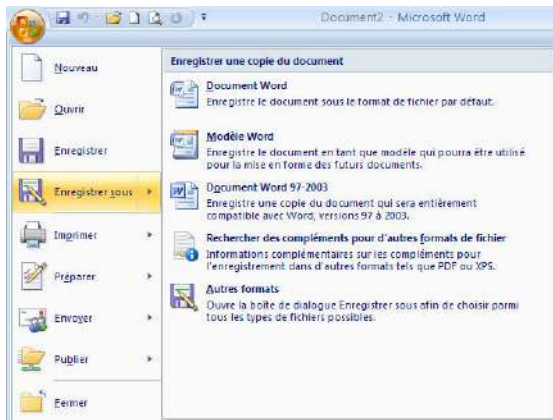 Document2 - Microsoft Word
Nouveau
Ouvrir
Enregistrer
Enregistrer sous
Imprimer
Préparer
Envoyer
Publier
Fermer
Enregistrer une copie du document
Document Word
Enregistre le document sous le format de fichier par défaut.
Modèle Word
Enregistre le document en tant que modèle qui pourra être utilisé
pour la mise en forme des futurs documents.
Document Word 97-2003
Enregistre une copie du document qui sera entièrement
compatible avec Word, versions 97 à 2003.
Rechercher des compléments pour d'autres formats de fichier
Informations complémentaires sur les compléments pour
l'enregistrement dans d'autres formats tels que PDF ou XPS.
Autres formats
Ouvre la boîte de dialogue Enregistrer sous afin de choisir parmi
tous les types de fichiers possibles.